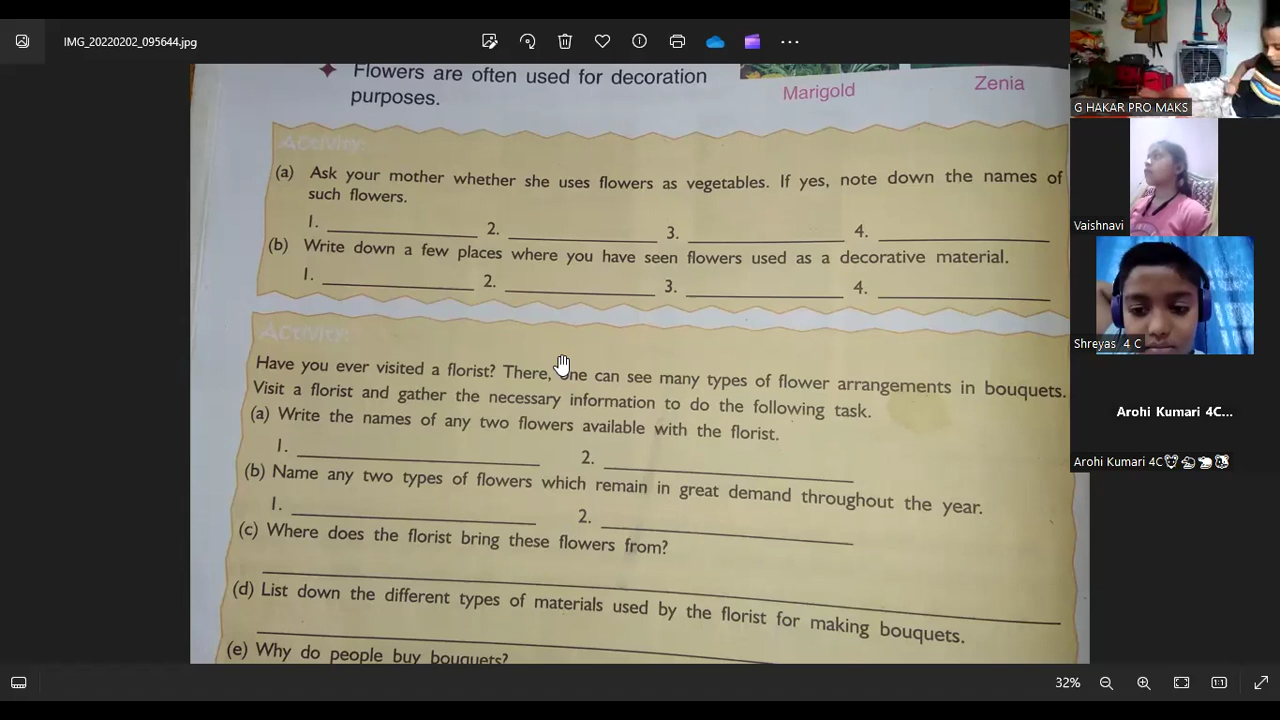 IMG_20220202_095644.jpg
Flowers are often used for decoration
purposes.
Marigold
Zenia
Activity:
(a) Ask your mother whether she uses flowers as vegetables. If yes, note down the names of
such flowers.
1. 2. 3. 4.
(b) Write down a few places where you have seen flowers used as a decorative material.
1. 2. 3. 4.
Activity:
Have you ever visited a florist? There, one can see many types of flower arrangements in bouquets.
Visit a florist and gather the necessary information to do the following task.
(a) Write the names of any two flowers available with the florist.
1. 2.
(b) Name any two types of flowers which remain in great demand throughout the year.
1. 2.
(c) Where does the florist bring these flowers from?
(d) List down the different types of materials used by the florist for making bouquets.
(e) Why do people buy bouquets?
32%
1:1
G HAKAR PRO MAKS
Vaishnavi
Shreyas 4 C
Arohi Kumari 4C...
Arohi Kumari 4C